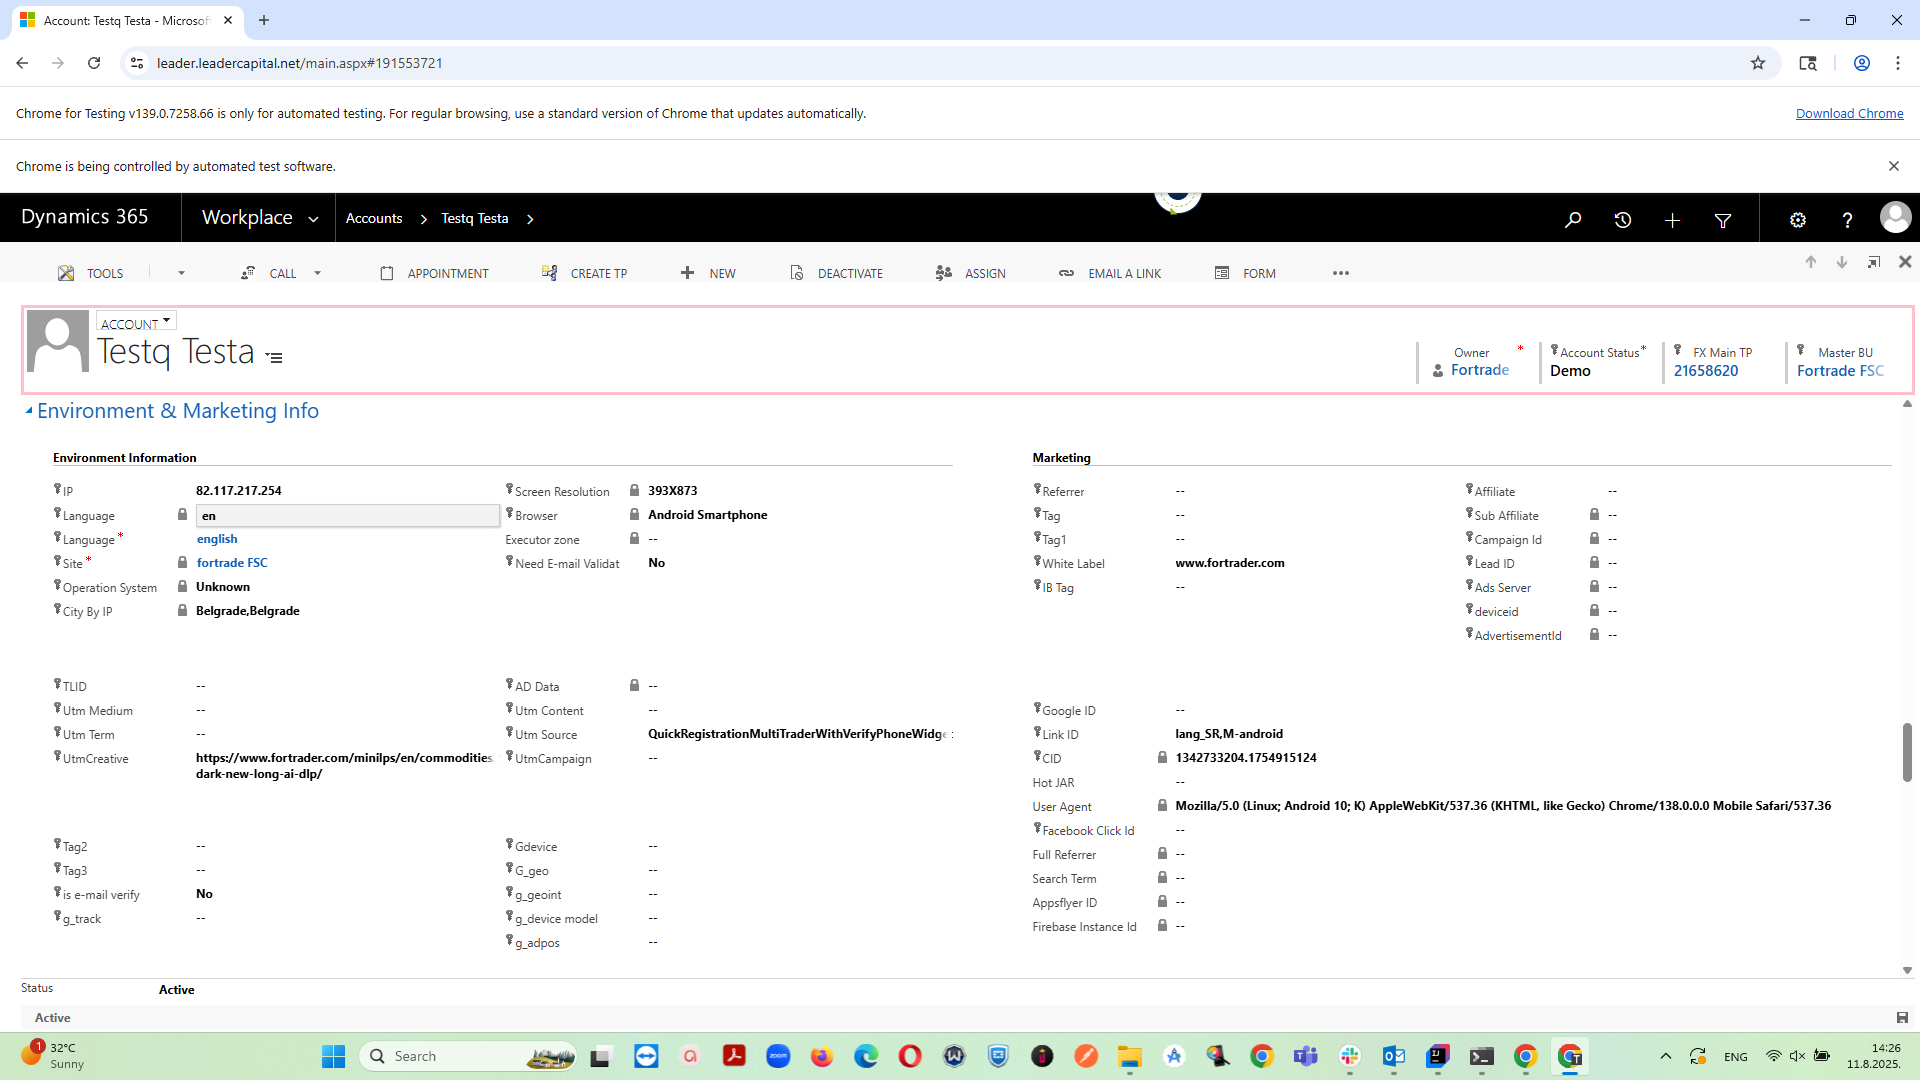 Account: Testq Testa - Microsof
leader.leadercapital.net/main.aspx#191553721
Chrome for Testing v139.0.7258.66 is only for automated testing. For regular browsing, use a standard version of Chrome that updates automatically.
Download Chrome
Chrome is being controlled by automated test software.
Dynamics 365
Workplace
Accounts
Testq Testa
TOOLS
CALL
APPOINTMENT
CREATE TP
NEW
DEACTIVATE
ASSIGN
EMAIL A LINK
FORM
ACCOUNT
Testq Testa
Owner *
Fortrade
Account Status *
Demo
FX Main TP
21658620
Master BU
Fortrade FSC
Environment & Marketing Info
Environment Information
IP 82.117.217.254
Language en
Language * english
Site * fortrade FSC
Operation System Unknown
City By IP Belgrade,Belgrade
Screen Resolution 393X873
Browser Android Smartphone
Executor zone --
Need E-mail Validat No
TLID --
Utm Medium --
Utm Term --
UtmCreative https://www.fortrader.com/minilps/en/commodities
dark-new-long-ai-dlp/
AD Data --
Utm Content --
Utm Source QuickRegistrationMultiTraderWithVerifyPhoneWidge
UtmCampaign --
Tag2 --
Tag3 --
is e-mail verify No
g_track --
Gdevice --
G_geo --
g_geoint --
g_device model --
g_adpos --
Marketing
Referrer --
Tag --
Tag1 --
White Label www.fortrader.com
IB Tag --
Affiliate --
Sub Affiliate --
Campaign Id --
Lead ID --
Ads Server --
deviceid --
AdvertisementId --
Google ID --
Link ID lang_SR,M-android
CID 1342733204.1754915124
Hot JAR --
User Agent Mozilla/5.0 (Linux; Android 10; K) AppleWebKit/537.36 (KHTML, like Gecko) Chrome/138.0.0.0 Mobile Safari/537.36
Facebook Click Id --
Full Referrer --
Search Term --
Appsflyer ID --
Firebase Instance Id --
Status Active
Active
1
32°C
Sunny
Search
zoom
ENG
14:26
11.8.2025.